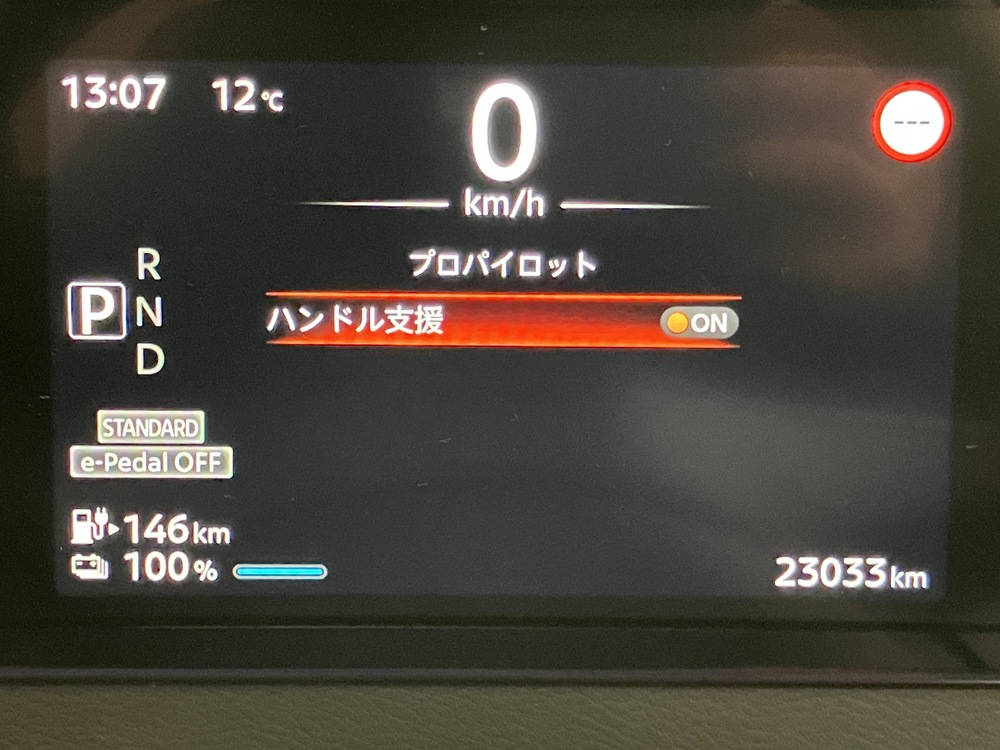 13:07 12℃
0
km/h
---
プロパイロット
ハンドル支援 ON
R
P N
D
STANDARD
e-Pedal OFF
146km
100%
23033km